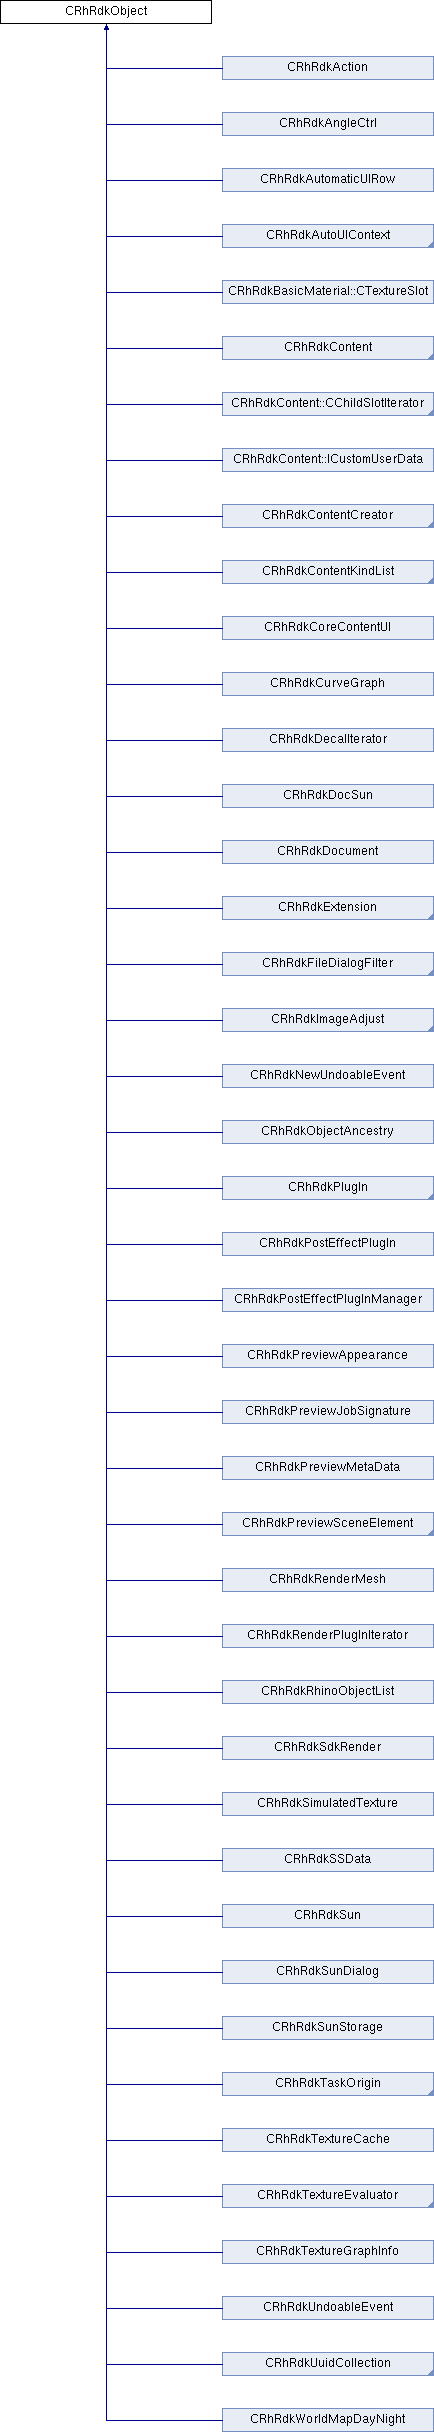 CRhRdkObject
CRhRdkAction
CRhRdkAngleCtrl
CRhRdkAutomaticUIRow
CRhRdkAutoUIContext
CRhRdkBasicMaterial::CTextureSlot
CRhRdkContent
CRhRdkContent::CChildSlotIterator
CRhRdkContent::ICustomUserData
CRhRdkContentCreator
CRhRdkContentKindList
CRhRdkCoreContentUI
CRhRdkCurveGraph
CRhRdkDecalIterator
CRhRdkDocSun
CRhRdkDocument
CRhRdkExtension
CRhRdkFileDialogFilter
CRhRdkImageAdjust
CRhRdkNewUndoableEvent
CRhRdkObjectAncestry
CRhRdkPlugIn
CRhRdkPostEffectPlugIn
CRhRdkPostEffectPlugInManager
CRhRdkPreviewAppearance
CRhRdkPreviewJobSignature
CRhRdkPreviewMetaData
CRhRdkPreviewSceneElement
CRhRdkRenderMesh
CRhRdkRenderPlugInIterator
CRhRdkRhinoObjectList
CRhRdkSdkRender
CRhRdkSimulatedTexture
CRhRdkSSData
CRhRdkSun
CRhRdkSunDialog
CRhRdkSunStorage
CRhRdkTaskOrigin
CRhRdkTextureCache
CRhRdkTextureEvaluator
CRhRdkTextureGraphInfo
CRhRdkUndoableEvent
CRhRdkUuidCollection
CRhRdkWorldMapDayNight